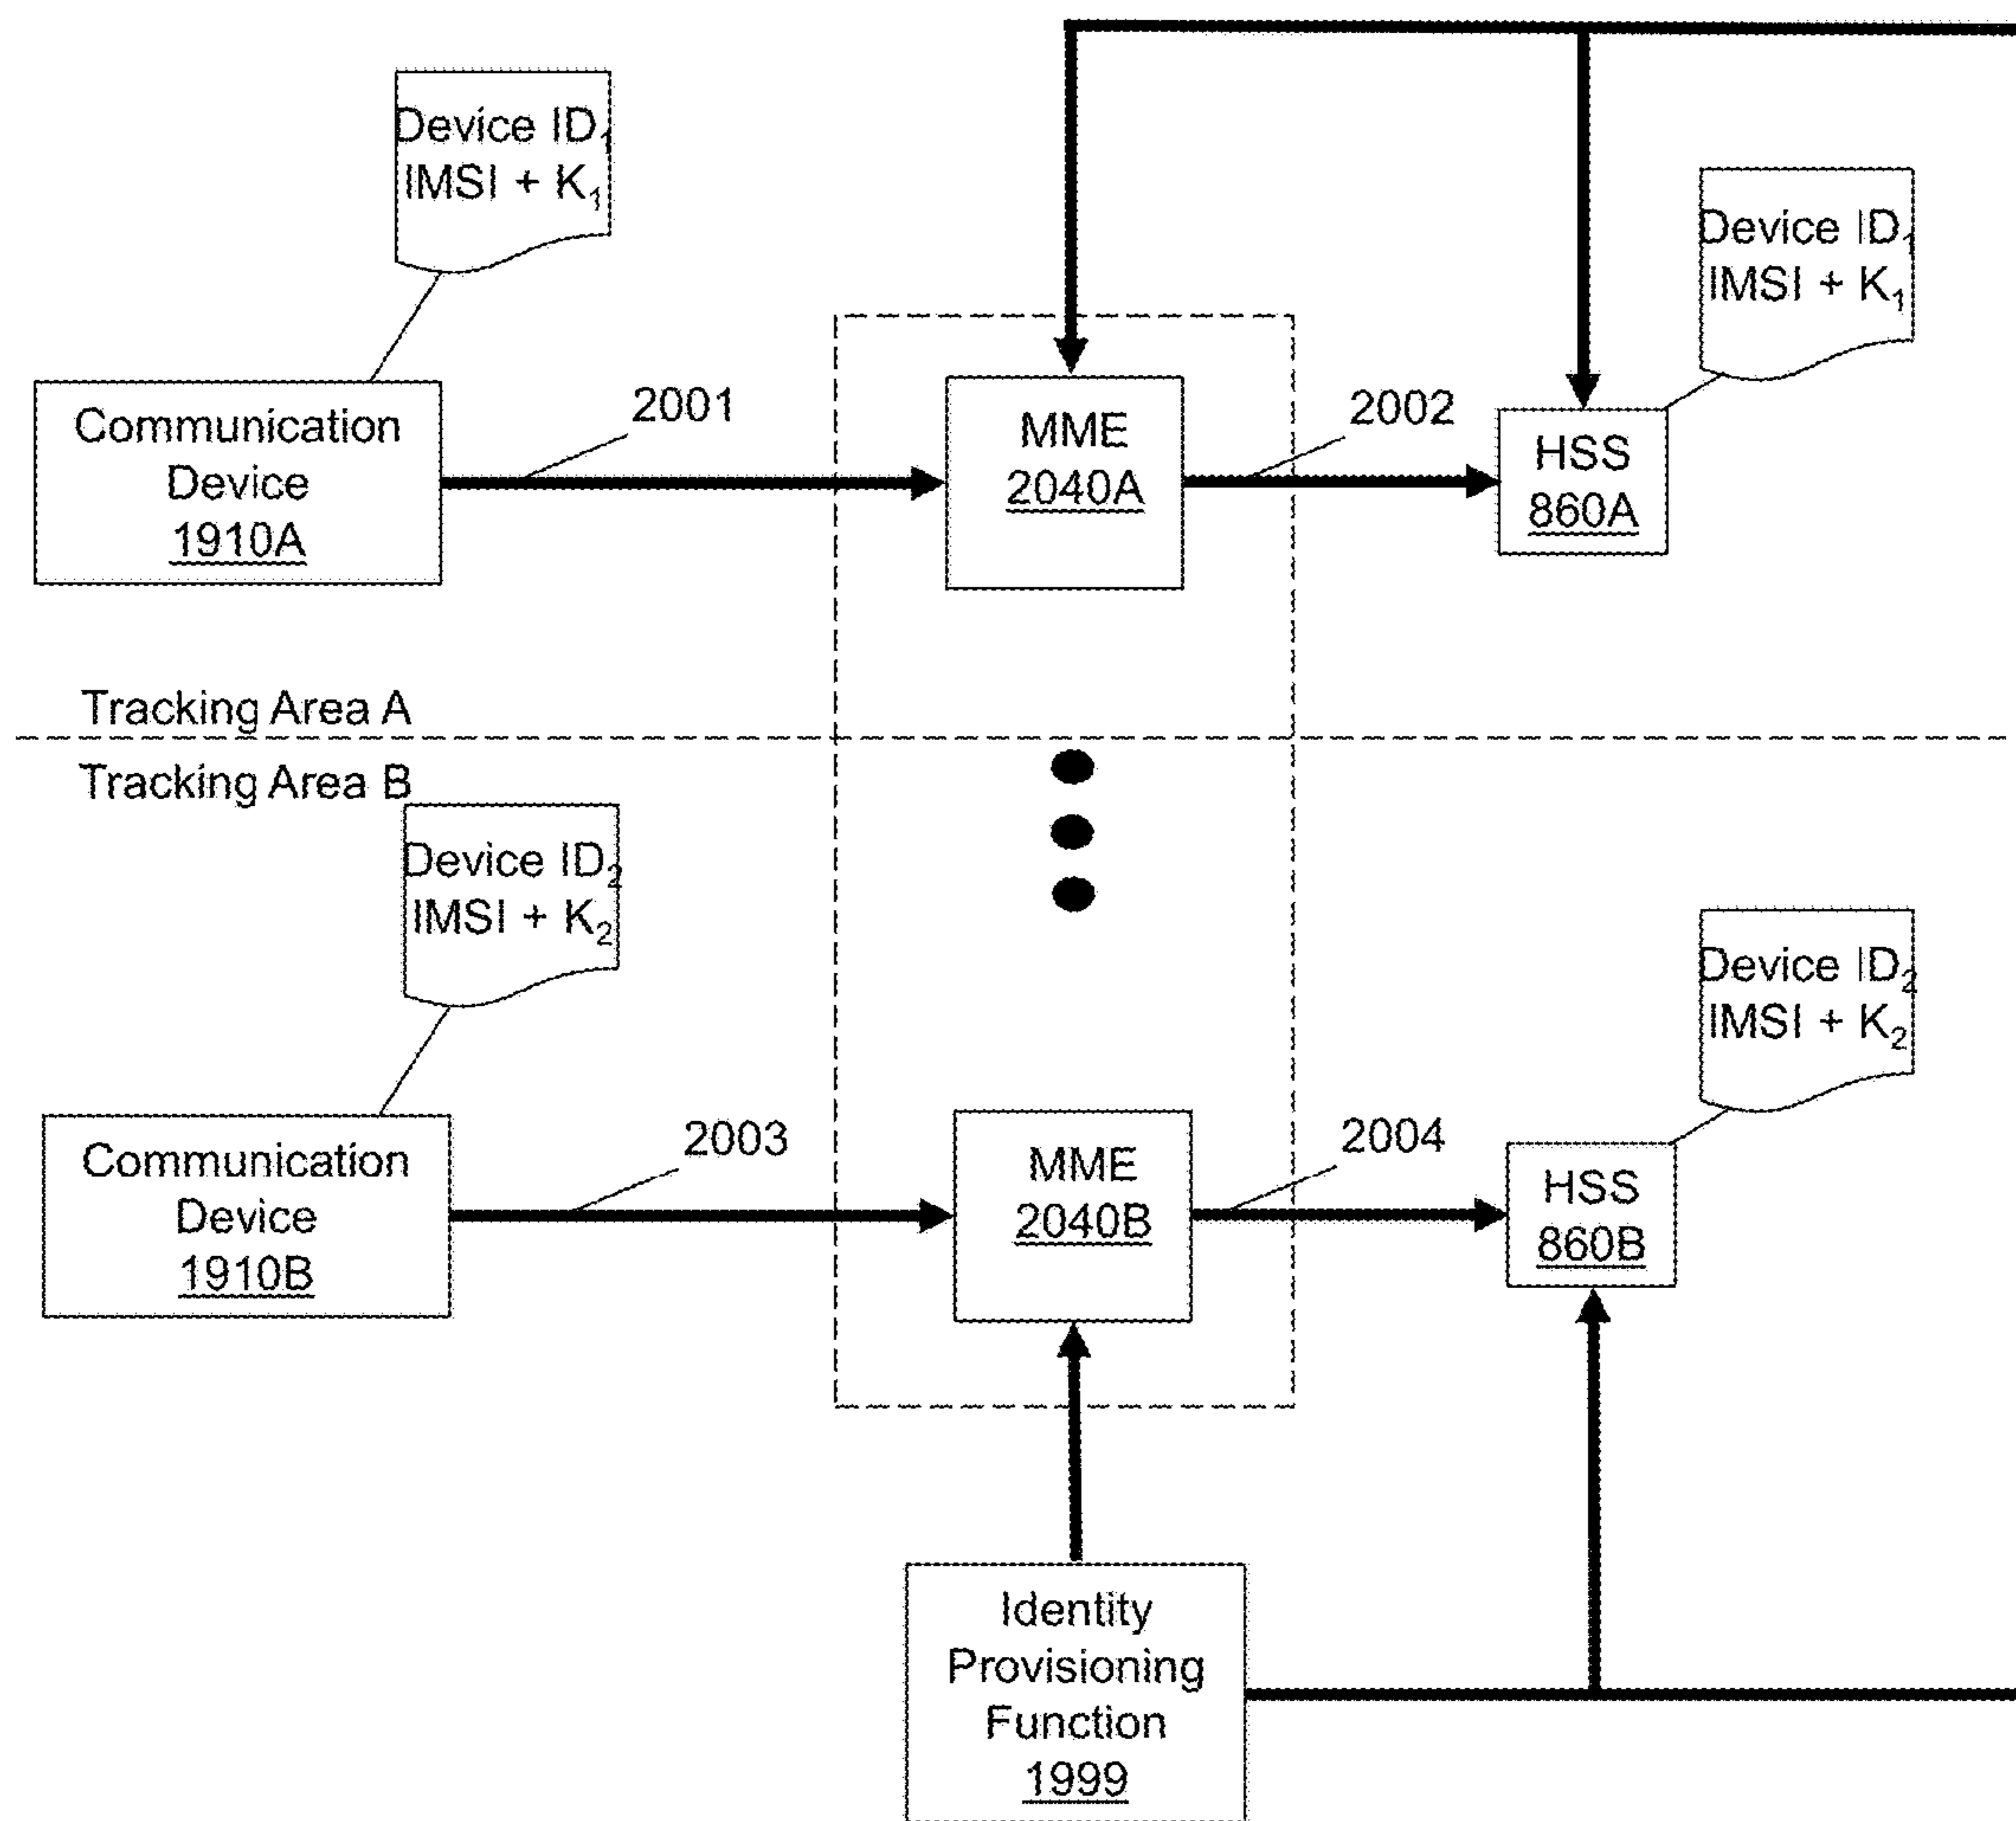 Device ID₁
IMSI + K₁
Device ID₁
IMSI + K₁
Communication
Device
1910A
2001
MME
2040A
2002
HSS
860A
Tracking Area A
Tracking Area B
Device ID₂
IMSI + K₂
Device ID₂
IMSI + K₂
Communication
Device
1910B
2003
MME
2040B
2004
HSS
860B
Identity
Provisioning
Function
1999